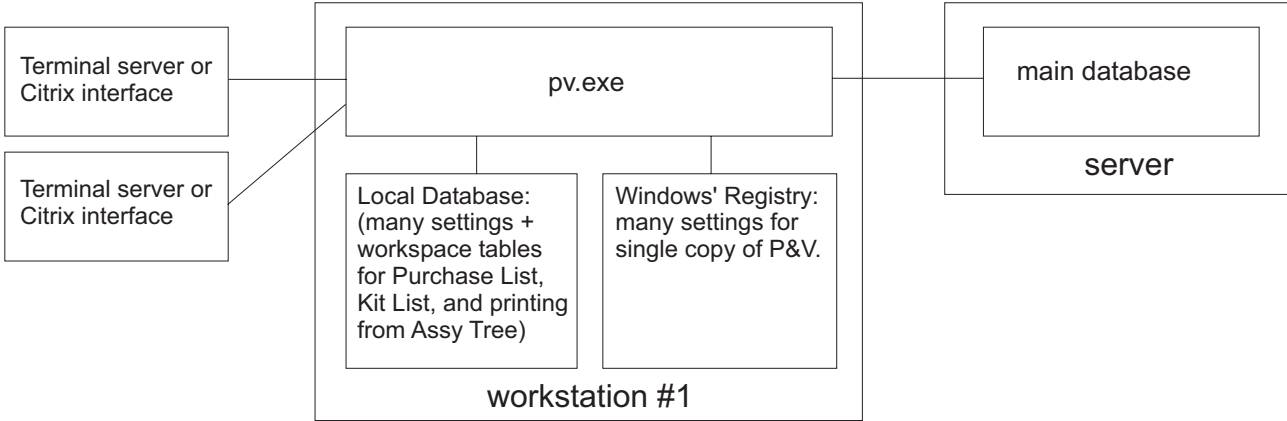 Terminal server or
Citrix interface
Terminal server or
Citrix interface
pv.exe
Local Database:
(many settings +
workspace tables
for Purchase List,
Kit List, and printing
from Assy Tree)
Windows' Registry:
many settings for
single copy of P&V.
workstation #1
main database
server